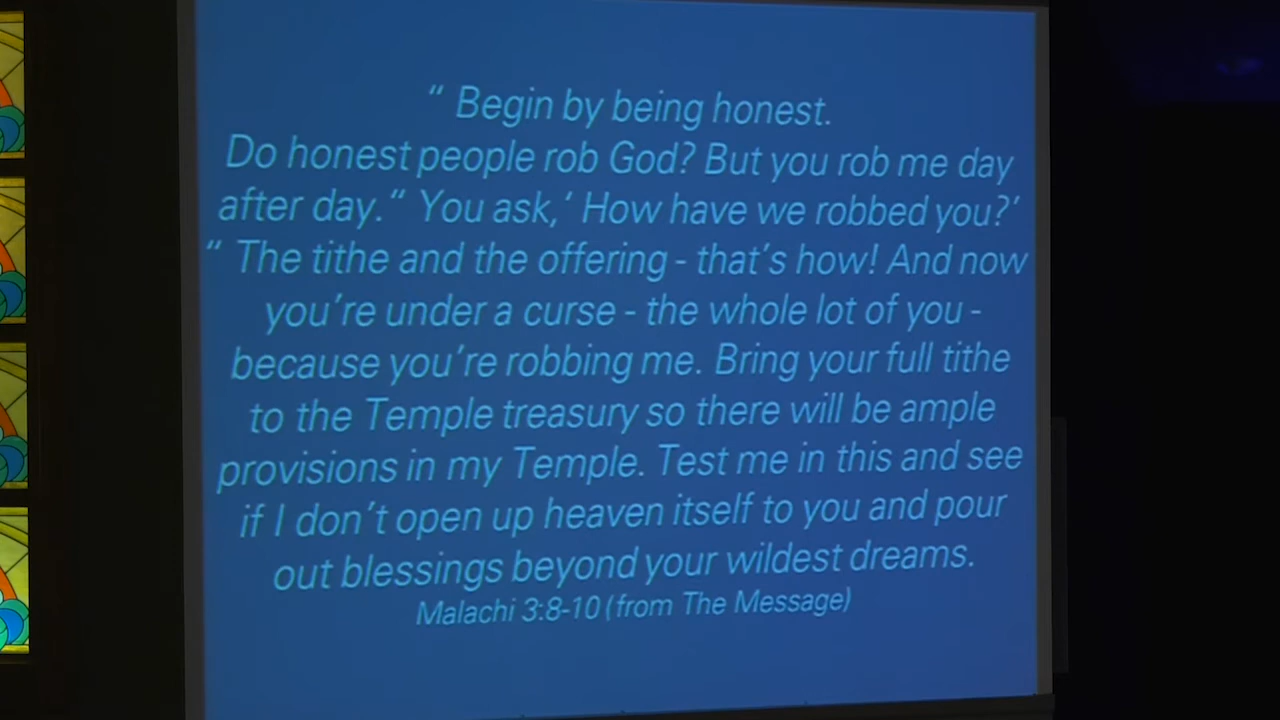 “ Begin by being honest.
Do honest people rob God? But you rob me day
after day.“ You ask,‘ How have we robbed you?’
“ The tithe and the offering - that’s how! And now
you’re under a curse - the whole lot of you -
because you’re robbing me. Bring your full tithe
to the Temple treasury so there will be ample
provisions in my Temple. Test me in this and see
if I don’t open up heaven itself to you and pour
out blessings beyond your wildest dreams.
Malachi 3:8-10 (from The Message)